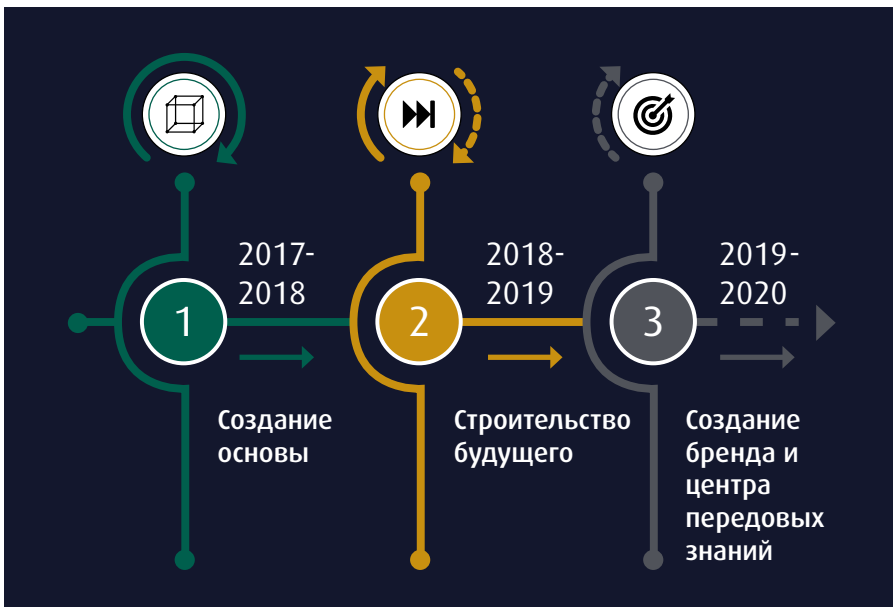 1
2017-
2018
Создание
основы
2
2018-
2019
Строительство
будущего
3
2019-
2020
Создание
бренда и
центра
передовых
знаний